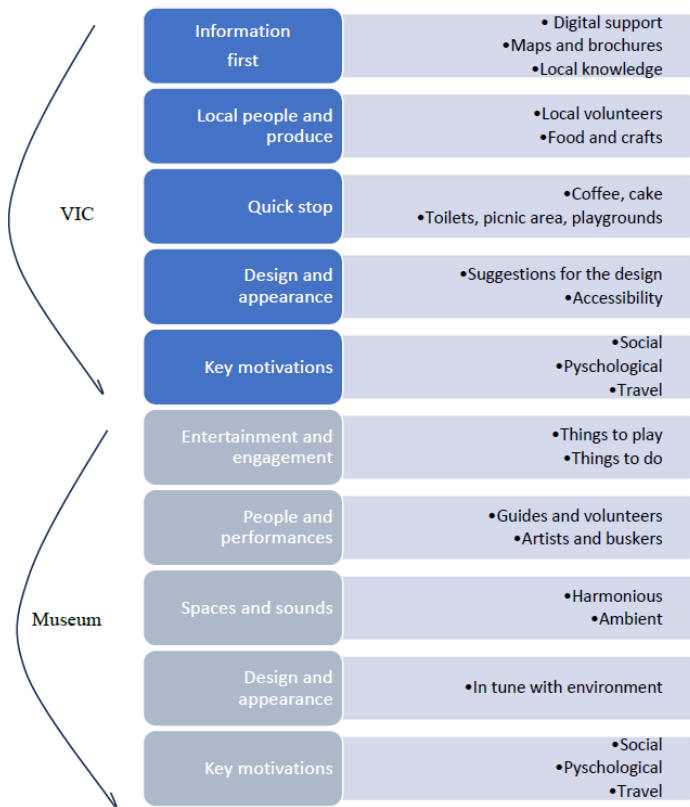 Information
first
• Digital support
•Maps and brochures
•Local knowledge
Local people and
produce
•Local volunteers
•Food and crafts
VIC
Quick stop
•Coffee, cake
•Toilets, picnic area, playgrounds
Design and
appearance
•Suggestions for the design
•Accessibility
Key motivations
•Social
•Pyschological
•Travel
Entertainment and
engagement
•Things to play
•Things to do
People and
performances
•Guides and volunteers
•Artists and buskers
Museum
Spaces and sounds
•Harmonious
•Ambient
Design and
appearance
•In tune with environment
Key motivations
•Social
•Pyschological
•Travel